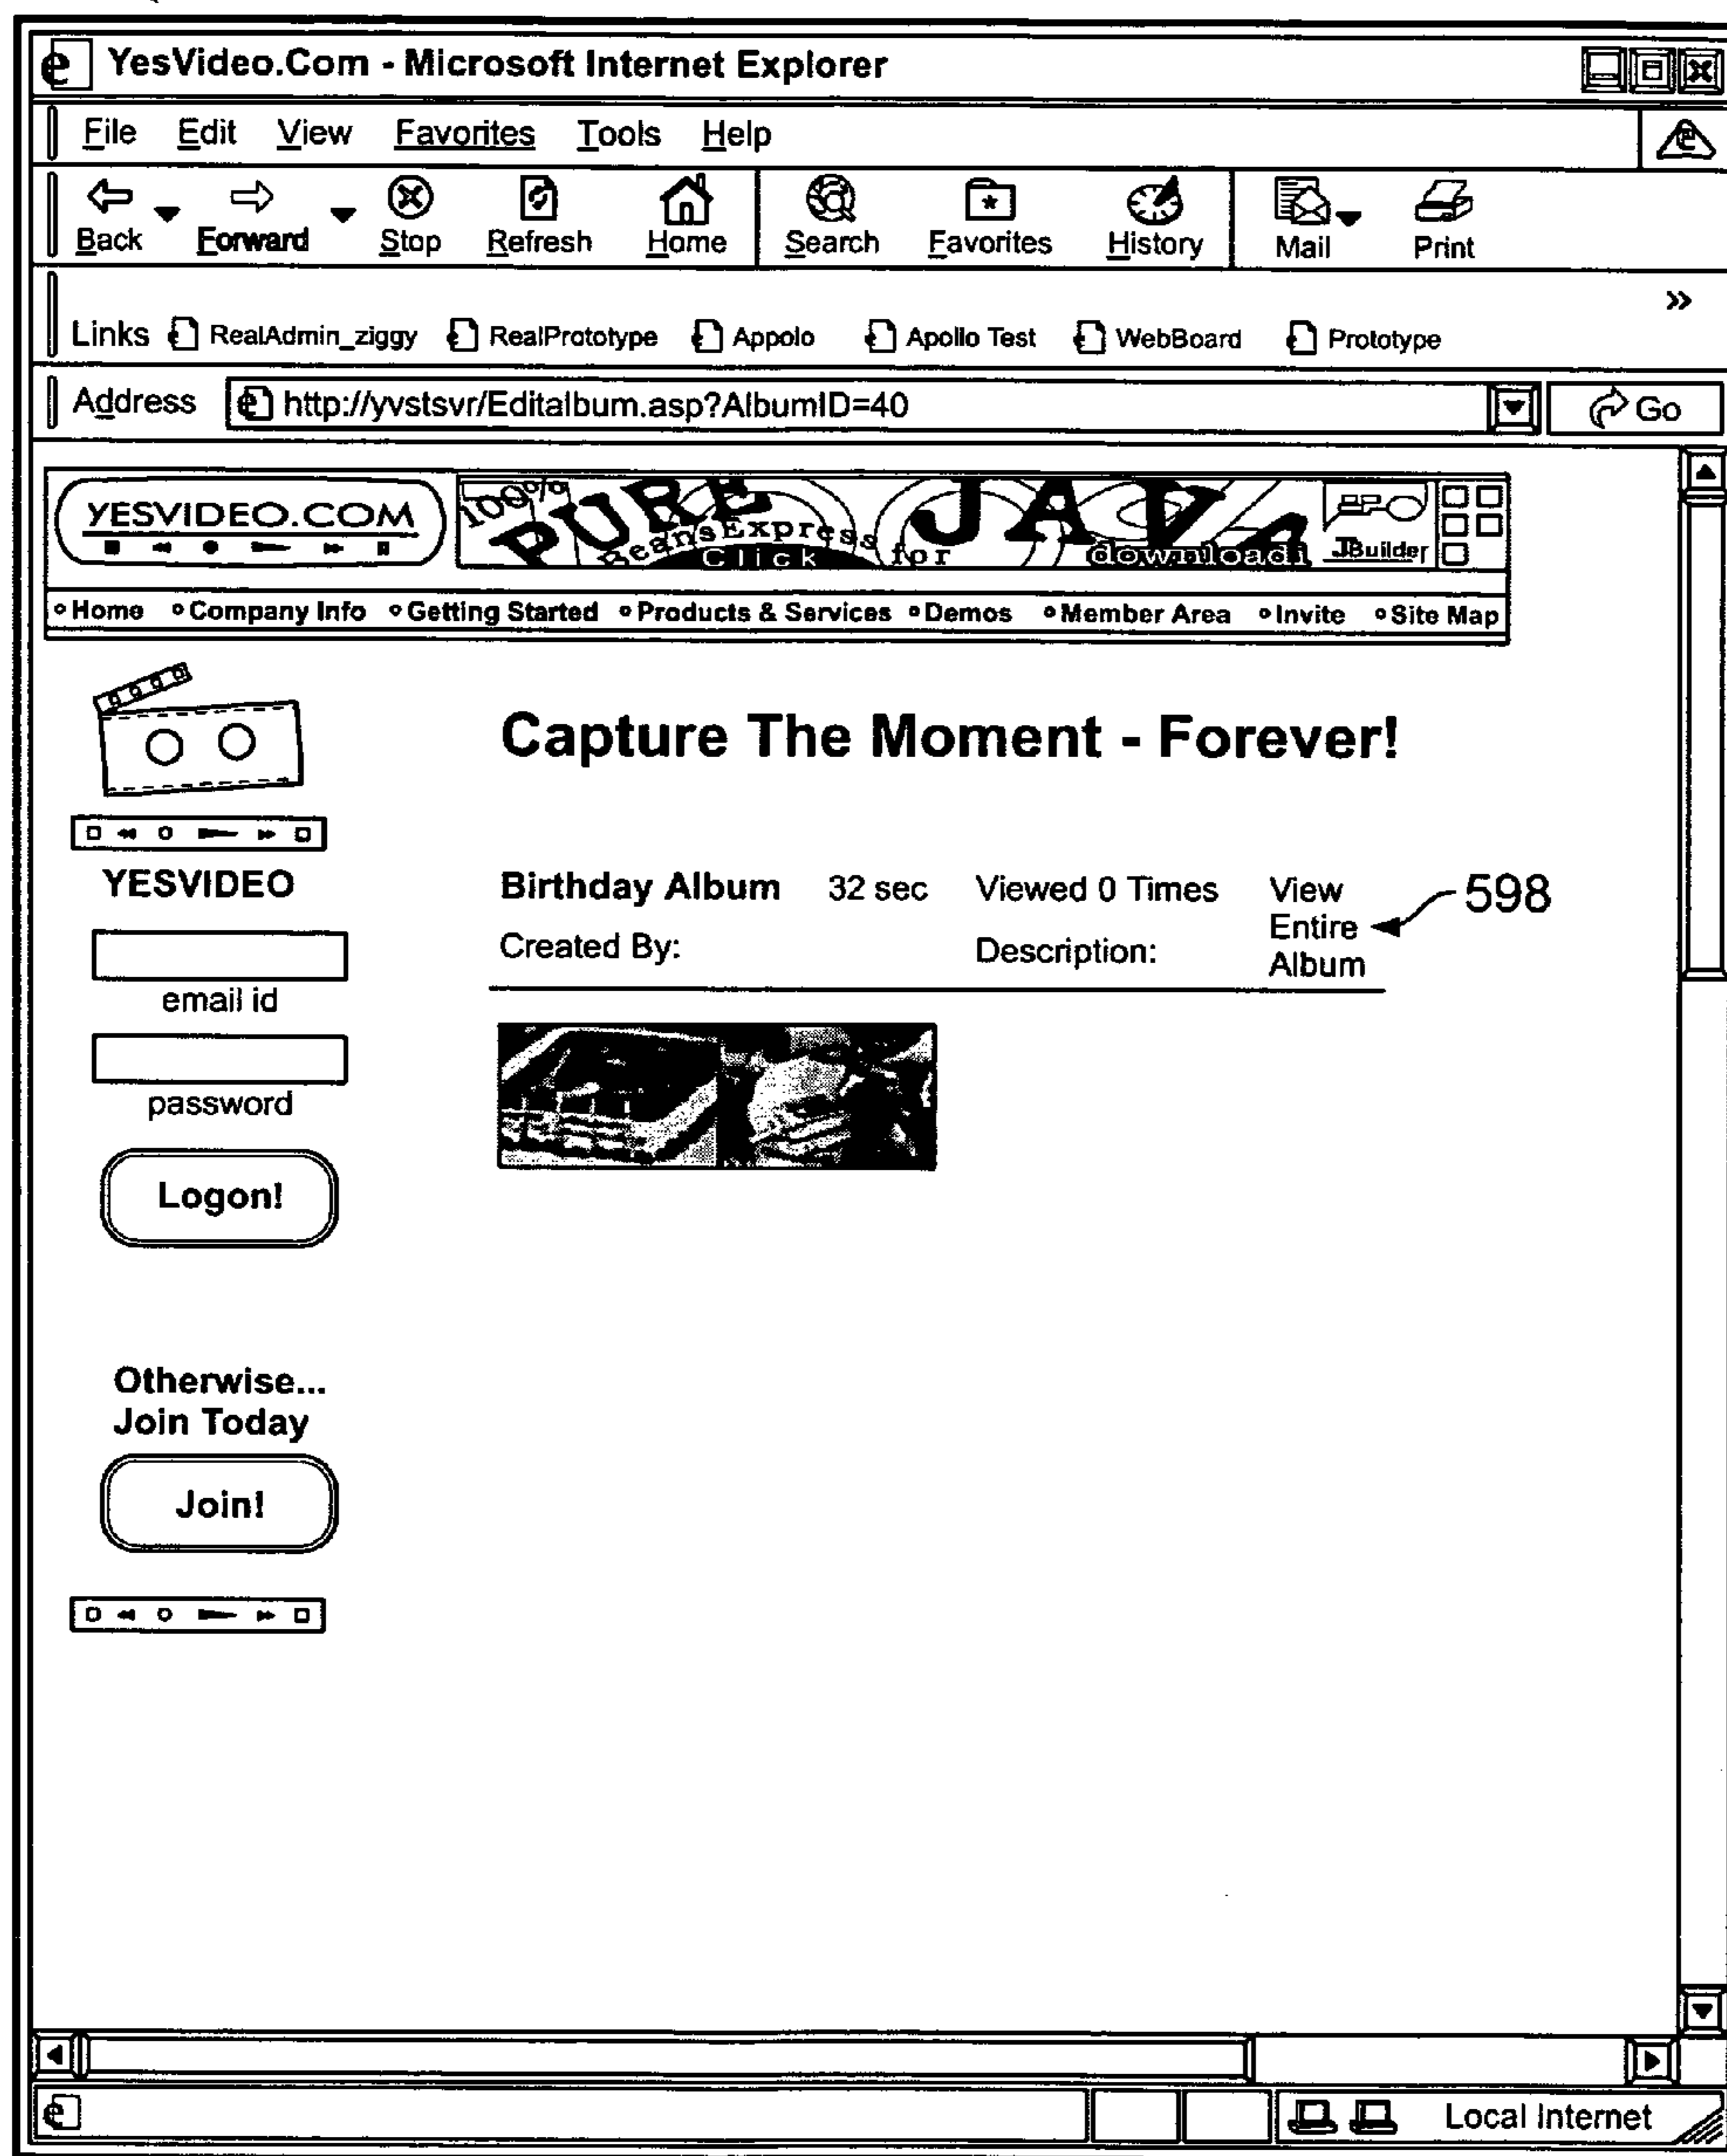 YesVideo.Com - Microsoft Internet Explorer
File Edit View Favorites Tools Help
Back Forward Stop Refresh Home Search Favorites History Mail Print
»
Links RealAdmin_ziggy RealPrototype Appolo Apollo Test WebBoard Prototype
Address http://yvstsvr/Editalbum.asp?AlbumID=40 Go
YESVIDEO.COM
100% PURE JAVA
BeansExpress for JBuilder
Click download
Home Company Info Getting Started Products & Services Demos Member Area Invite Site Map
Capture The Moment - Forever!
YESVIDEO
Birthday Album 32 sec Viewed 0 Times View Entire Album 598
Created By: Description:
email id
password
Logon!
Otherwise...
Join Today
Join!
Local Internet